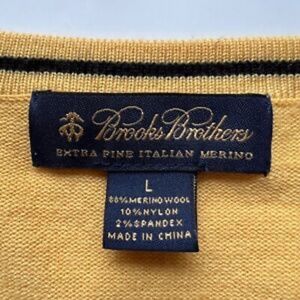 Brooks Brothers
EXTRA FINE ITALIAN MERINO
L
88% MERINO WOOL
10% NYLON
2% SPANDEX
MADE IN CHINA